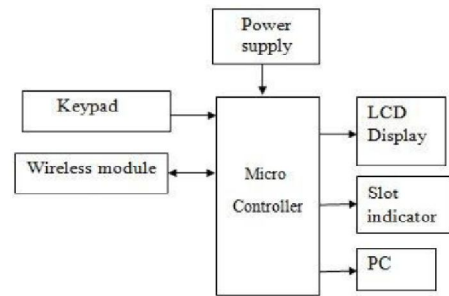 Power
supply
Keypad
Wireless module
Micro
Controller
LCD
Display
Slot
indicator
PC